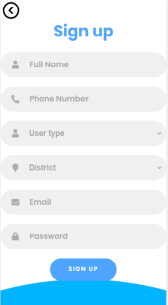 Sign up
Full Name
Phone Number
User type
District
Email
Password
SIGN UP